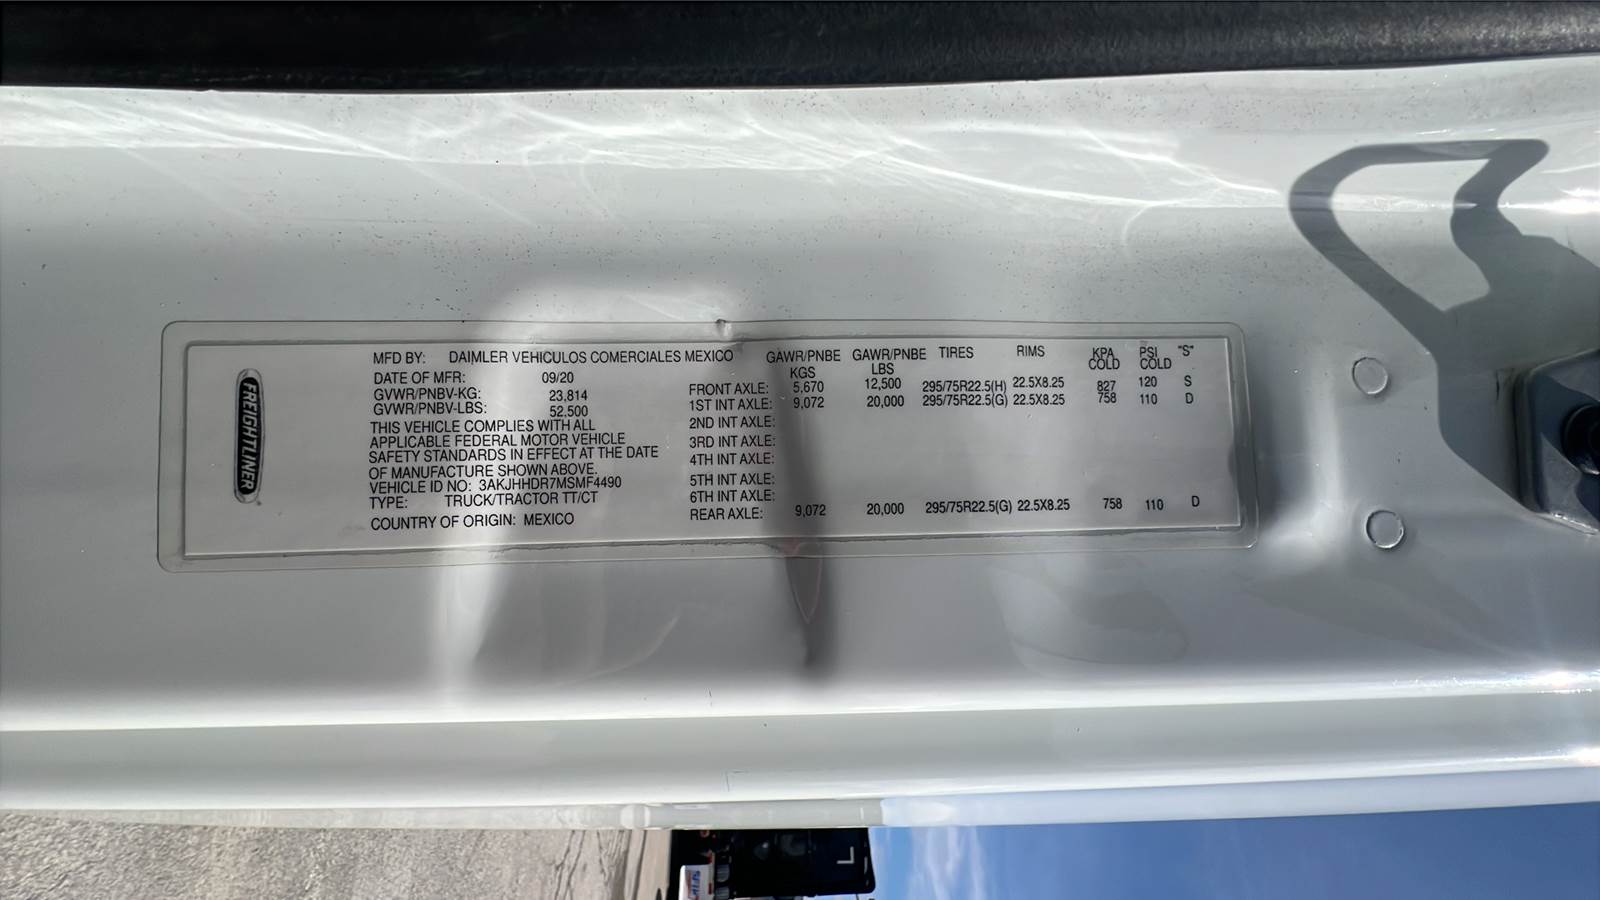 FREIGHTLINER
MFD BY: DAIMLER VEHICULOS COMERCIALES MEXICO
DATE OF MFR: 09/20
GVWR/PNBV-KG: 23,814
GVWR/PNBV-LBS: 52,500
THIS VEHICLE COMPLIES WITH ALL
APPLICABLE FEDERAL MOTOR VEHICLE
SAFETY STANDARDS IN EFFECT AT THE DATE
OF MANUFACTURE SHOWN ABOVE.
VEHICLE ID NO: 3AKJHHDR7MSMF4490
TYPE: TRUCK/TRACTOR TT/CT
COUNTRY OF ORIGIN: MEXICO
GAWR/PNBE KGS GAWR/PNBE LBS TIRES RIMS KPA COLD PSI COLD "S"
FRONT AXLE: 5,670 12,500 295/75R22.5(H) 22.5X8.25 827 120 S
1ST INT AXLE: 9,072 20,000 295/75R22.5(G) 22.5X8.25 758 110 D
2ND INT AXLE:
3RD INT AXLE:
4TH INT AXLE:
5TH INT AXLE:
6TH INT AXLE:
REAR AXLE: 9,072 20,000 295/75R22.5(G) 22.5X8.25 758 110 D
L